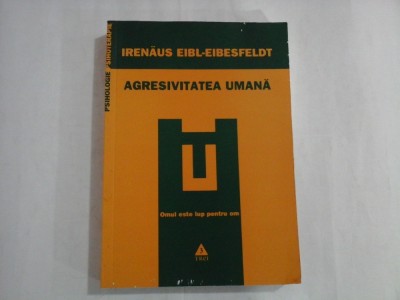 IRENÄUS EIBL-EIBESFELDT
AGRESIVITATEA UMANĂ
Omul este lup pentru om
TREI
PSIHOLOGIE